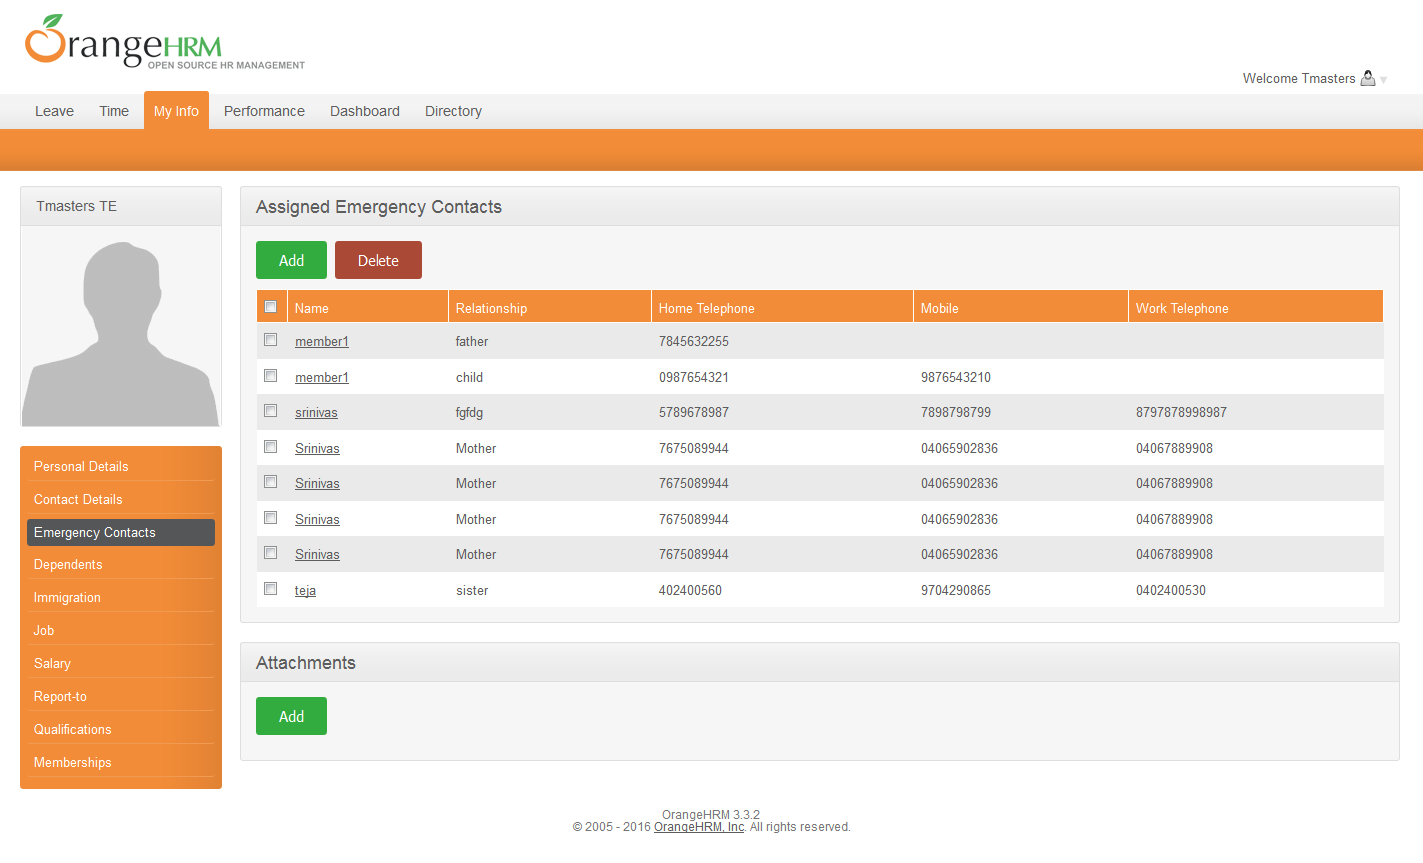 OrangeHRM
OPEN SOURCE HR MANAGEMENT
Welcome Tmasters
Leave Time My Info Performance Dashboard Directory
Tmasters TE
Personal Details
Contact Details
Emergency Contacts
Dependents
Immigration
Job
Salary
Report-to
Qualifications
Memberships
Assigned Emergency Contacts
Add Delete
Name Relationship Home Telephone Mobile Work Telephone
member1 father 7845632255
member1 child 0987654321 9876543210
srinivas fgfdg 5789678987 7898798799 8797878998987
Srinivas Mother 7675089944 04065902836 04067889908
Srinivas Mother 7675089944 04065902836 04067889908
Srinivas Mother 7675089944 04065902836 04067889908
Srinivas Mother 7675089944 04065902836 04067889908
teja sister 402400560 9704290865 0402400530
Attachments
Add
OrangeHRM 3.3.2
© 2005 - 2016 OrangeHRM, Inc. All rights reserved.